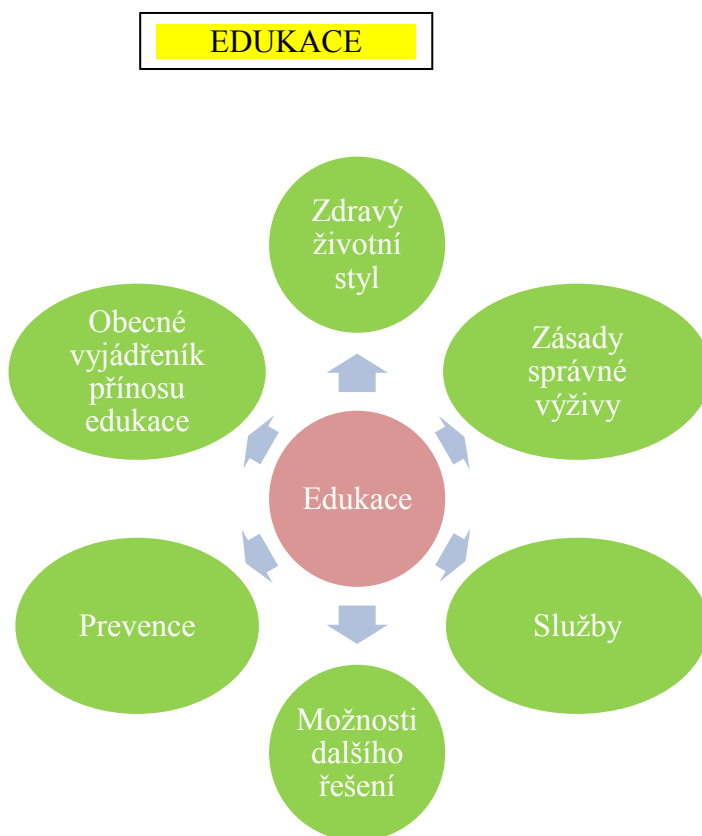 EDUKACE
Zdravý
životní
styl
Obecné
vyjádřeník
přínosu
edukace
Zásady
správné
výživy
Edukace
Prevence
Služby
Možnosti
dalšího
řešení